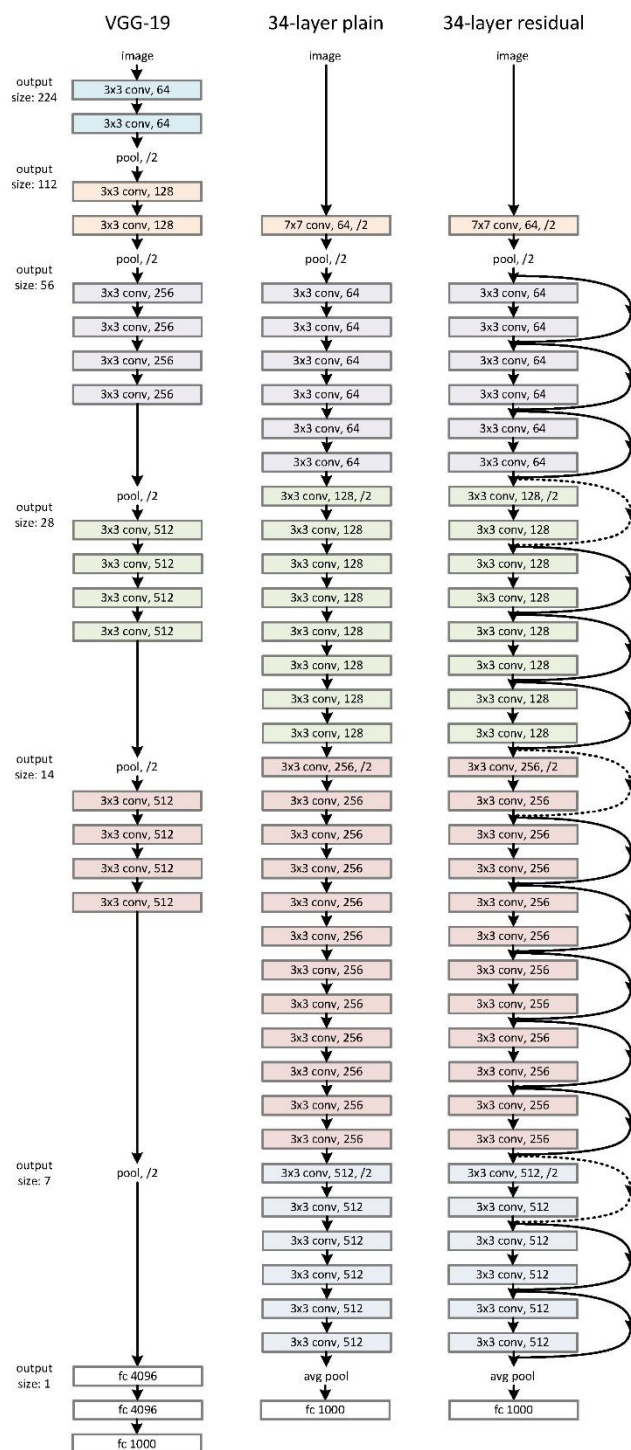 VGG-19
34-layer plain
34-layer residual
output
size: 224
image
3x3 conv, 64
3x3 conv, 64
pool, /2
output
size: 112
3x3 conv, 128
3x3 conv, 128
pool, /2
output
size: 56
3x3 conv, 256
3x3 conv, 256
3x3 conv, 256
3x3 conv, 256
pool, /2
output
size: 28
3x3 conv, 512
3x3 conv, 512
3x3 conv, 512
3x3 conv, 512
pool, /2
output
size: 14
3x3 conv, 512
3x3 conv, 512
3x3 conv, 512
3x3 conv, 512
output
size: 7
pool, /2
output
size: 1
fc 4096
fc 4096
fc 1000
image
7x7 conv, 64, /2
pool, /2
3x3 conv, 64
3x3 conv, 64
3x3 conv, 64
3x3 conv, 64
3x3 conv, 64
3x3 conv, 64
3x3 conv, 128, /2
3x3 conv, 128
3x3 conv, 128
3x3 conv, 128
3x3 conv, 128
3x3 conv, 128
3x3 conv, 128
3x3 conv, 128
3x3 conv, 256, /2
3x3 conv, 256
3x3 conv, 256
3x3 conv, 256
3x3 conv, 256
3x3 conv, 256
3x3 conv, 256
3x3 conv, 256
3x3 conv, 256
3x3 conv, 256
3x3 conv, 256
3x3 conv, 256
3x3 conv, 512, /2
3x3 conv, 512
3x3 conv, 512
3x3 conv, 512
3x3 conv, 512
3x3 conv, 512
avg pool
fc 1000
image
7x7 conv, 64, /2
pool, /2
3x3 conv, 64
3x3 conv, 64
3x3 conv, 64
3x3 conv, 64
3x3 conv, 64
3x3 conv, 64
3x3 conv, 128, /2
3x3 conv, 128
3x3 conv, 128
3x3 conv, 128
3x3 conv, 128
3x3 conv, 128
3x3 conv, 128
3x3 conv, 128
3x3 conv, 256, /2
3x3 conv, 256
3x3 conv, 256
3x3 conv, 256
3x3 conv, 256
3x3 conv, 256
3x3 conv, 256
3x3 conv, 256
3x3 conv, 256
3x3 conv, 256
3x3 conv, 256
3x3 conv, 256
3x3 conv, 512, /2
3x3 conv, 512
3x3 conv, 512
3x3 conv, 512
3x3 conv, 512
3x3 conv, 512
avg pool
fc 1000